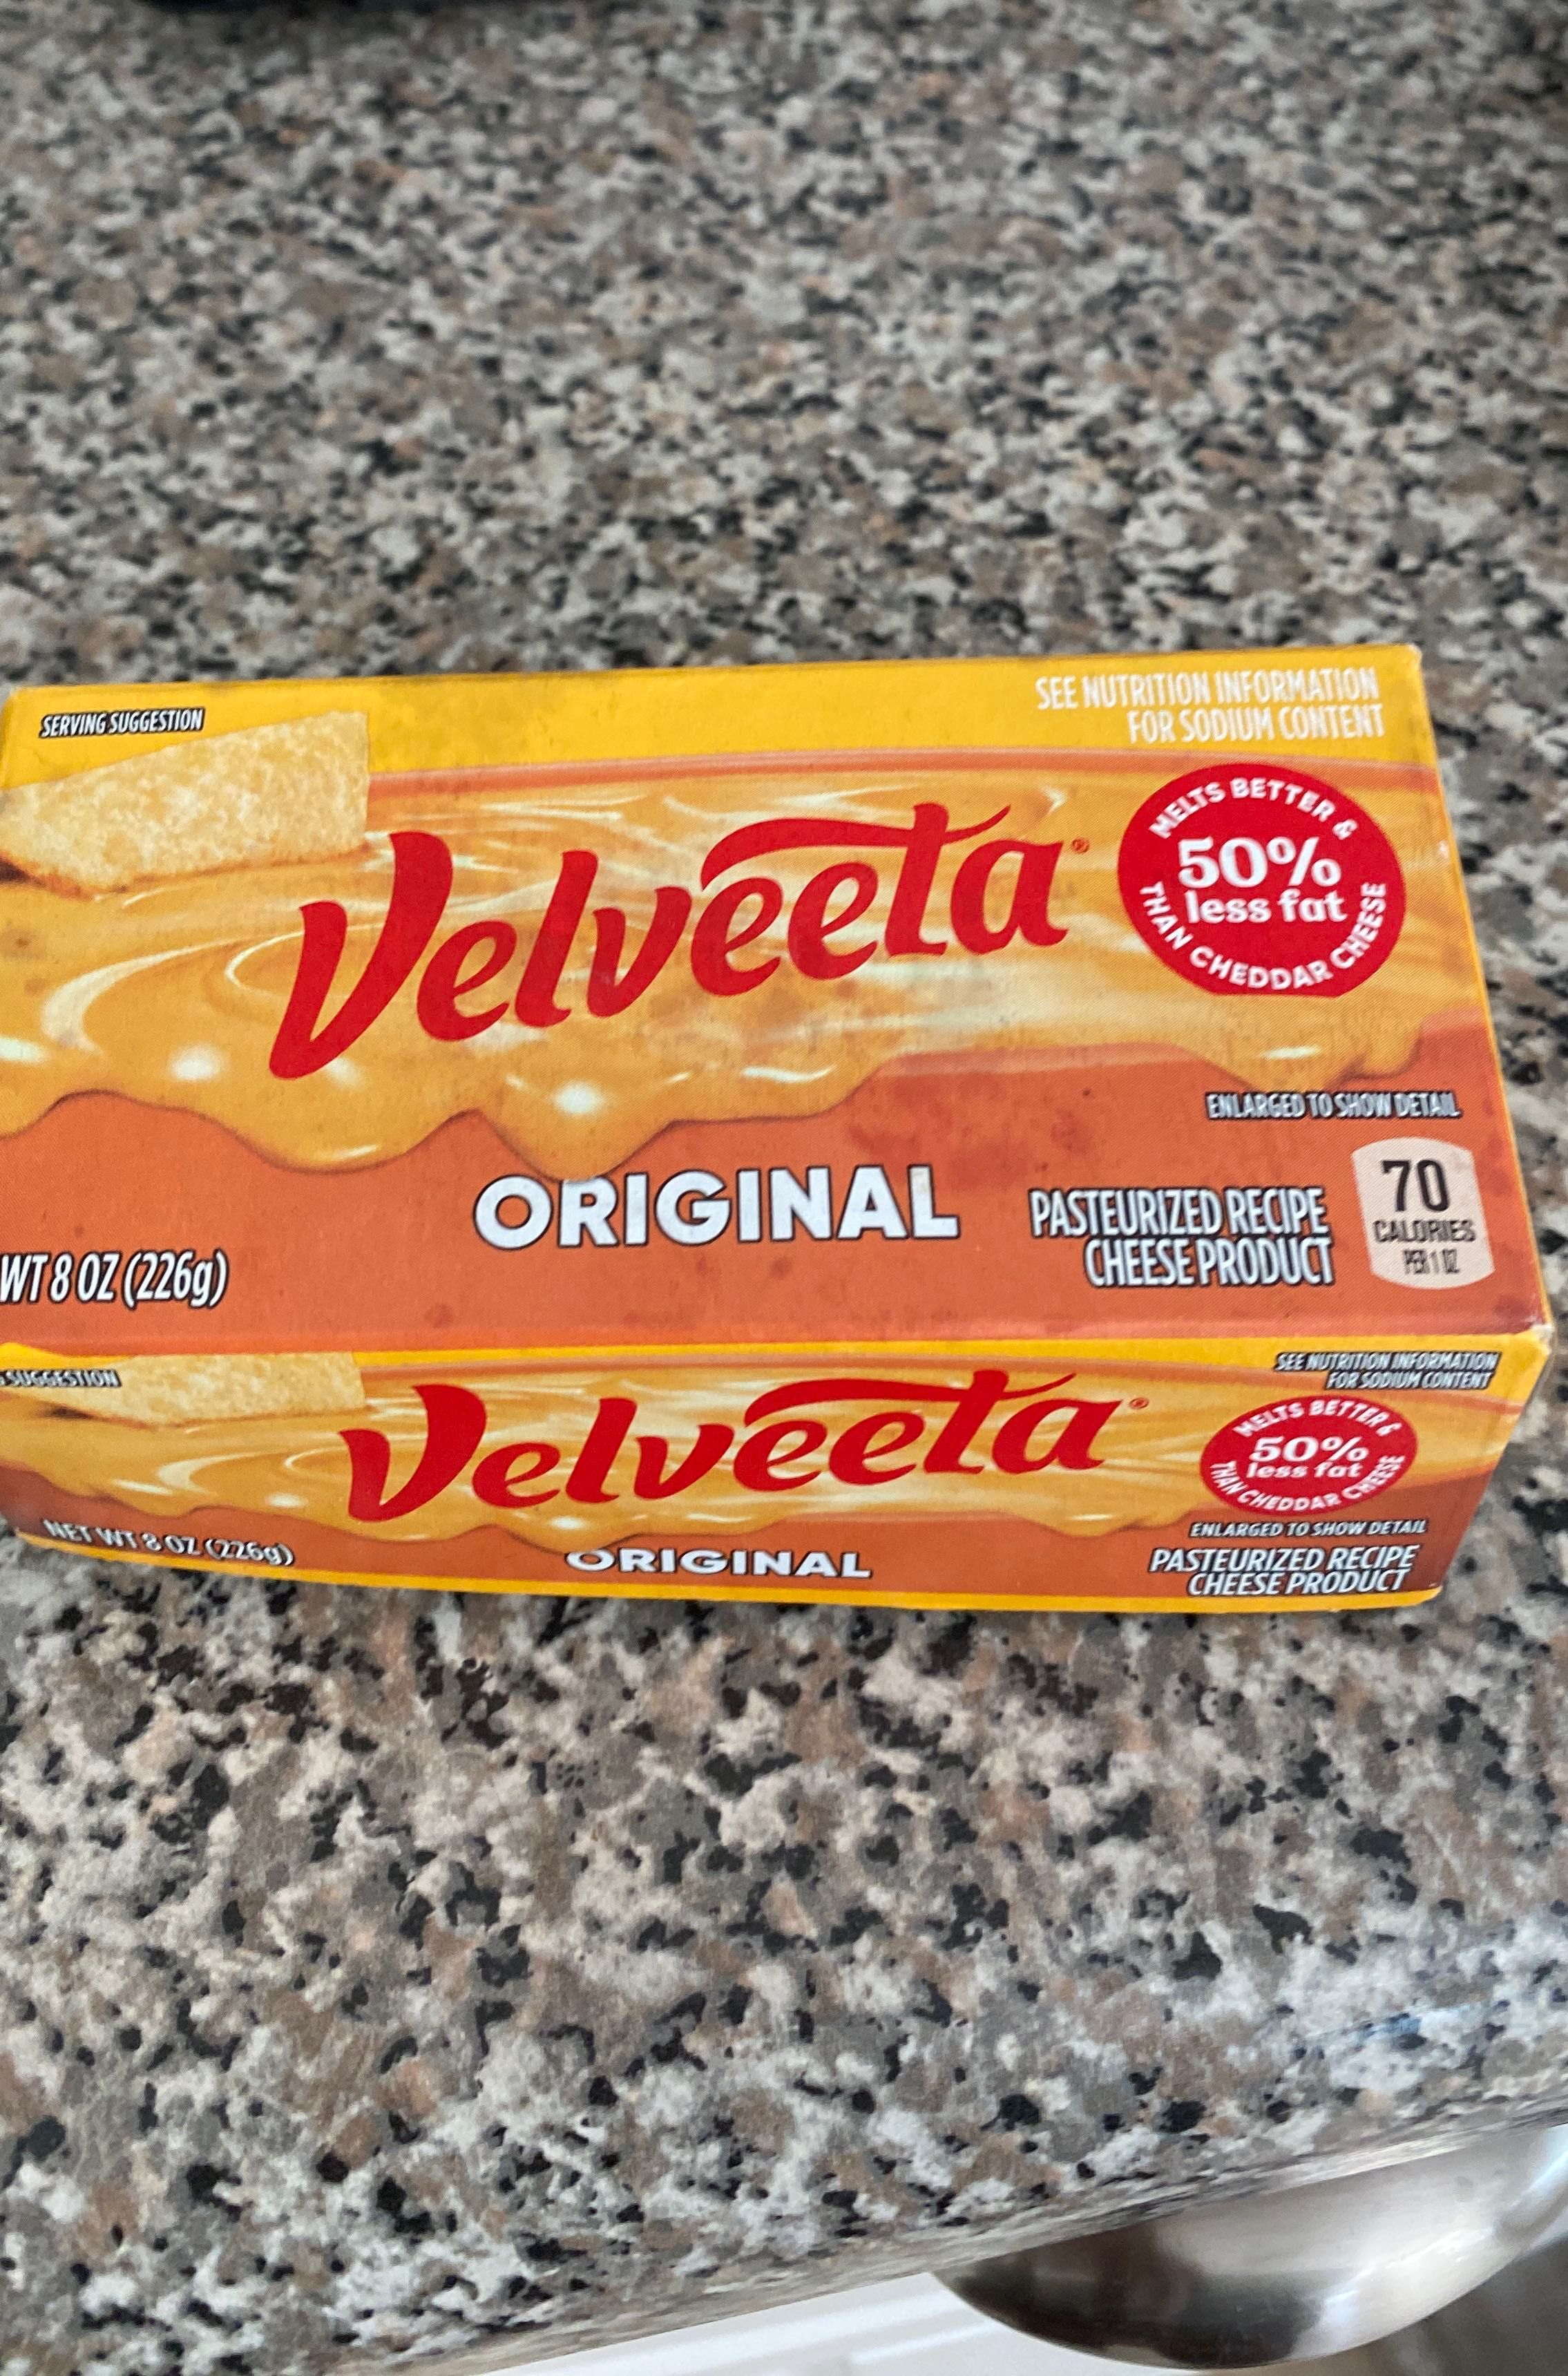 SERVING SUGGESTION
SEE NUTRITION INFORMATION
FOR SODIUM CONTENT
Velveeta®
MELTS BETTER &
50%
less fat
THAN CHEDDAR CHEESE
ENLARGED TO SHOW DETAIL
ORIGINAL
PASTEURIZED RECIPE
CHEESE PRODUCT
70
CALORIES
PER 1 OZ
WT 8 OZ (226g)
SUGGESTION
SEE NUTRITION INFORMATION
FOR SODIUM CONTENT
Velveeta®
MELTS BETTER &
50%
less fat
THAN CHEDDAR CHEESE
ENLARGED TO SHOW DETAIL
NET WT 8 OZ (226g)
ORIGINAL
PASTEURIZED RECIPE
CHEESE PRODUCT